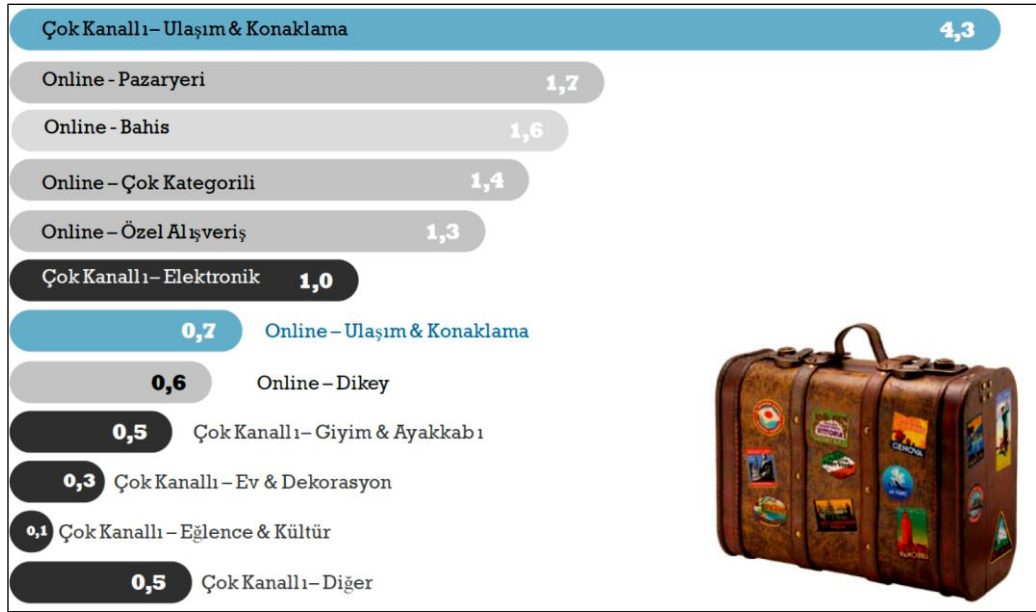 Çok Kanallı – Ulaşım & Konaklama 4,3
Online - Pazaryeri 1,7
Online - Bahis 1,6
Online – Çok Kategorili 1,4
Online – Özel Alışveriş 1,3
Çok Kanallı – Elektronik 1,0
0,7 Online – Ulaşım & Konaklama
0,6 Online – Dikey
0,5 Çok Kanallı – Giyim & Ayakkabı
0,3 Çok Kanallı – Ev & Dekorasyon
0,1 Çok Kanallı – Eğlence & Kültür
0,5 Çok Kanallı – Diğer
VITTORIA
GENOVA